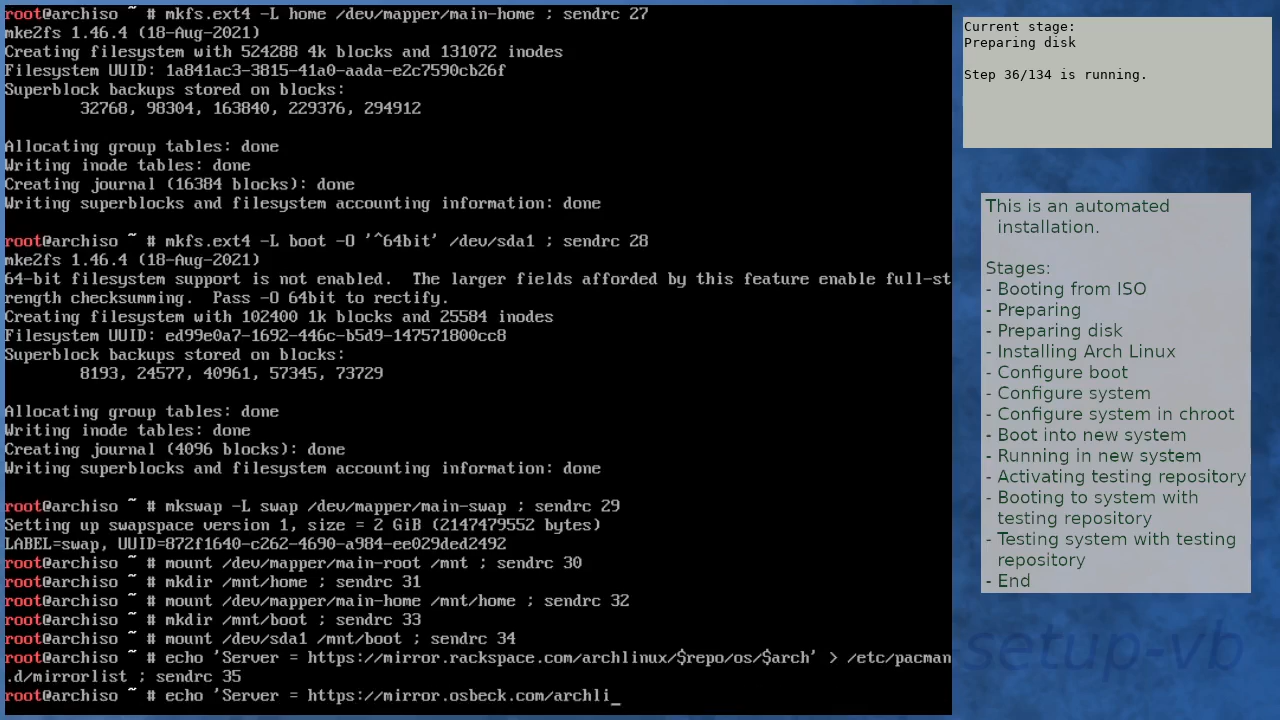 root@archiso ~ # mkfs.ext4 -L home /dev/mapper/main-home ; sendrc 27
mke2fs 1.46.4 (18-Aug-2021)
Creating filesystem with 524288 4k blocks and 131072 inodes
Filesystem UUID: 1a841ac3-3815-41a0-aada-e2c7590cb26f
Superblock backups stored on blocks:
        32768, 98304, 163840, 229376, 294912
Allocating group tables: done
Writing inode tables: done
Creating journal (16384 blocks): done
Writing superblocks and filesystem accounting information: done
root@archiso ~ # mkfs.ext4 -L boot -O '^64bit' /dev/sda1 ; sendrc 28
mke2fs 1.46.4 (18-Aug-2021)
64-bit filesystem support is not enabled.  The larger fields afforded by this feature enable full-st
rength checksumming.  Pass -O 64bit to rectify.
Creating filesystem with 102400 1k blocks and 25584 inodes
Filesystem UUID: ed99e0a7-1692-446c-b5d9-147571800cc8
Superblock backups stored on blocks:
        8193, 24577, 40961, 57345, 73729
Allocating group tables: done
Writing inode tables: done
Creating journal (4096 blocks): done
Writing superblocks and filesystem accounting information: done
root@archiso ~ # mkswap -L swap /dev/mapper/main-swap ; sendrc 29
Setting up swapspace version 1, size = 2 GiB (2147479552 bytes)
LABEL=swap, UUID=872f1640-c262-4690-a984-ee029ded2492
root@archiso ~ # mount /dev/mapper/main-root /mnt ; sendrc 30
root@archiso ~ # mkdir /mnt/home ; sendrc 31
root@archiso ~ # mount /dev/mapper/main-home /mnt/home ; sendrc 32
root@archiso ~ # mkdir /mnt/boot ; sendrc 33
root@archiso ~ # mount /dev/sda1 /mnt/boot ; sendrc 34
root@archiso ~ # echo 'Server = https://mirror.rackspace.com/archlinux/$repo/os/$arch' > /etc/pacman
.d/mirrorlist ; sendrc 35
root@archiso ~ # echo 'Server = https://mirror.osbeck.com/archli_
Current stage:
Preparing disk
Step 36/134 is running.
This is an automated
installation.
Stages:
- Booting from ISO
- Preparing
- Preparing disk
- Installing Arch Linux
- Configure boot
- Configure system
- Configure system in chroot
- Boot into new system
- Running in new system
- Activating testing repository
- Booting to system with
testing repository
- Testing system with testing
repository
- End
setup-vb